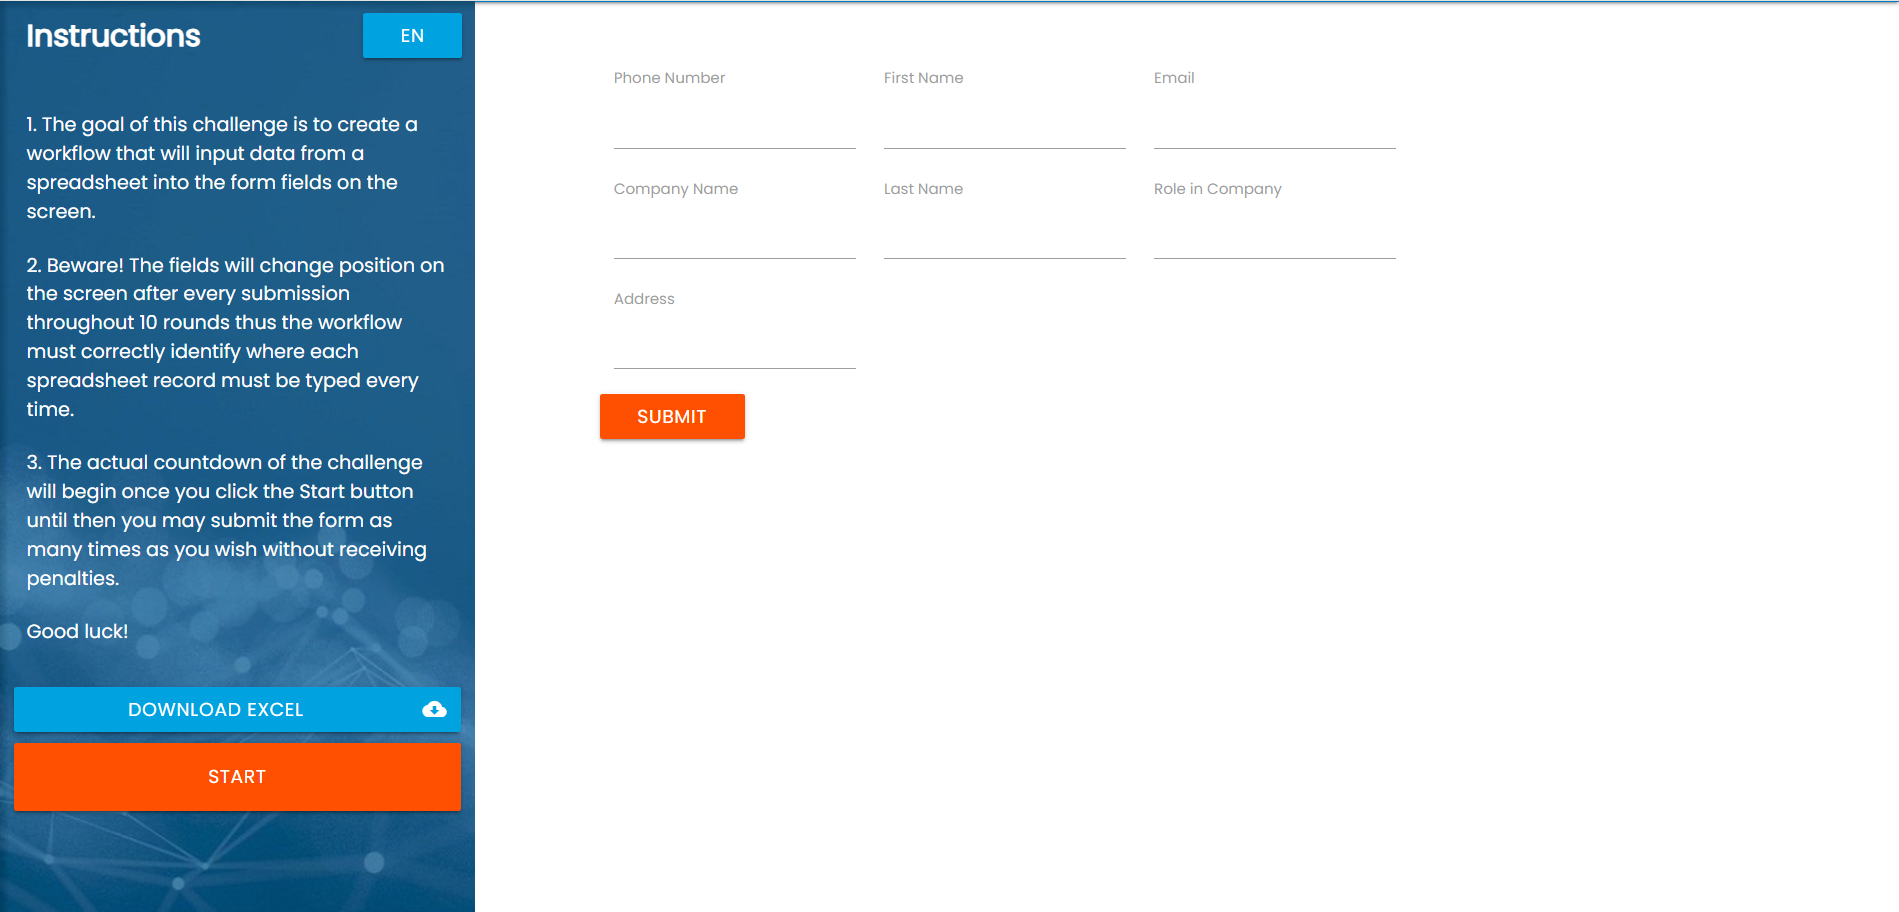 Instructions
EN
1. The goal of this challenge is to create a
workflow that will input data from a
spreadsheet into the form fields on the
screen.
2. Beware! The fields will change position on
the screen after every submission
throughout 10 rounds thus the workflow
must correctly identify where each
spreadsheet record must be typed every
time.
3. The actual countdown of the challenge
will begin once you click the Start button
until then you may submit the form as
many times as you wish without receiving
penalties.
Good luck!
DOWNLOAD EXCEL
START
Phone Number
First Name
Email
Company Name
Last Name
Role in Company
Address
SUBMIT